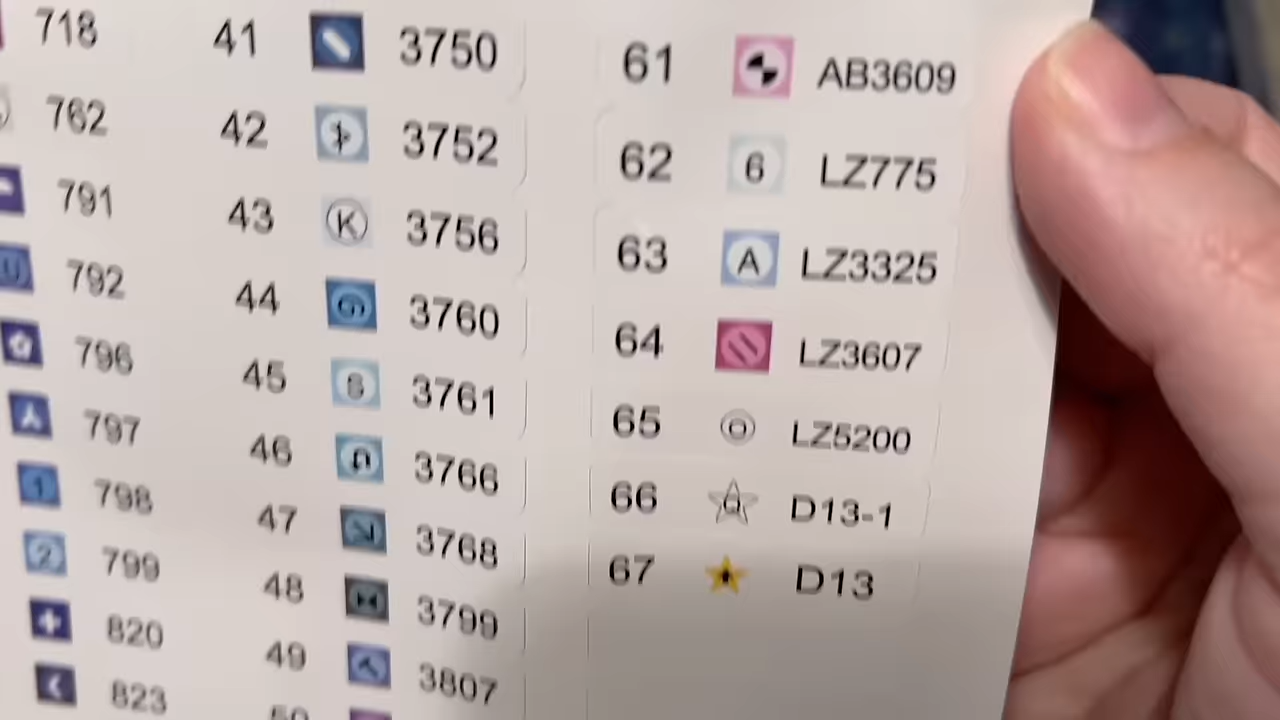 718 41 3750 61 AB3609
762 42 3752 62 6 LZ775
791 43 K 3756 63 A LZ3325
792 U 44 3760 64 LZ3607
796 45 S 3761 65 LZ5200
797 46 3766 66 D13-1
1 798 47 3768 67 D13
2 799 48 3799
820 49 3807
823